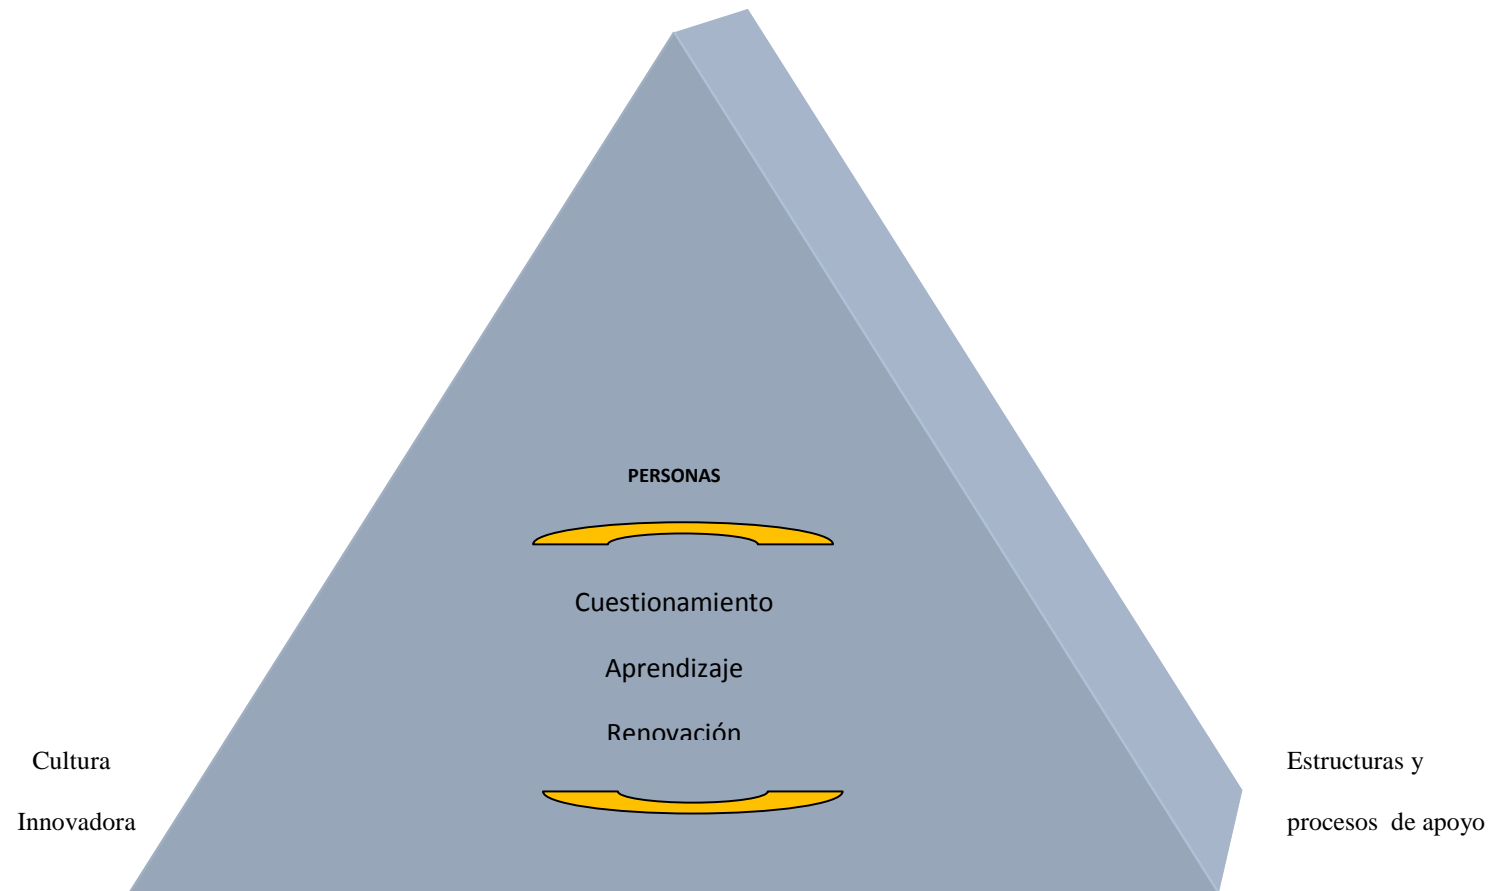 PERSONAS
Cuestionamiento
Aprendizaje
Renovación
Cultura
Innovadora
Estructuras y
procesos de apoyo